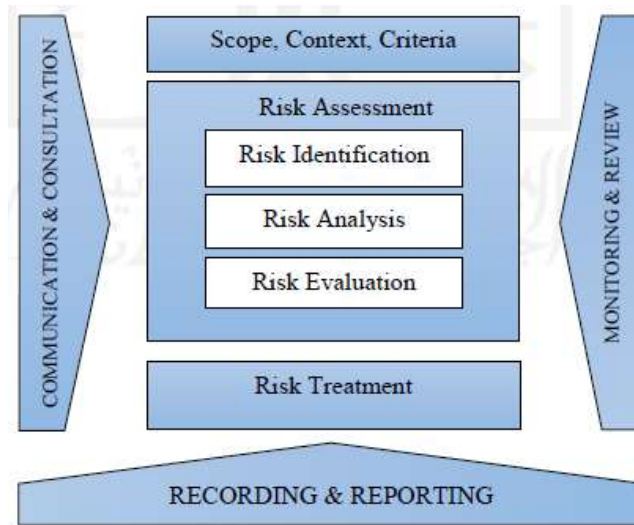 Scope, Context, Criteria
COMMUNICATION & CONSULTATION
Risk Assessment
Risk Identification
Risk Analysis
Risk Evaluation
MONITORING & REVIEW
Risk Treatment
RECORDING & REPORTING